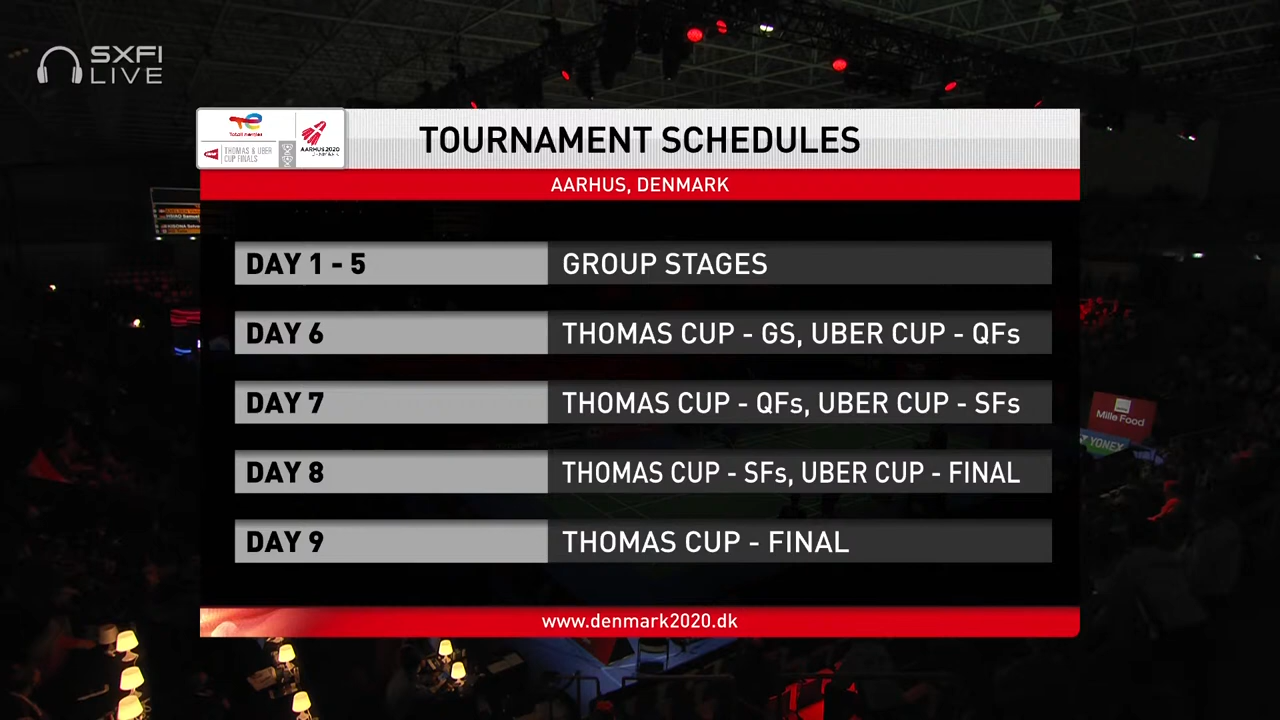 SXFI
LIVE
TotalEnergies
THOMAS & UBER
CUP FINALS
AARHUS 2020
TOURNAMENT SCHEDULES
AARHUS, DENMARK
DAY 1 - 5
GROUP STAGES
DAY 6
THOMAS CUP - GS, UBER CUP - QFs
DAY 7
THOMAS CUP - QFs, UBER CUP - SFs
DAY 8
THOMAS CUP - SFs, UBER CUP - FINAL
DAY 9
THOMAS CUP - FINAL
Mille Food
YONEX
www.denmark2020.dk